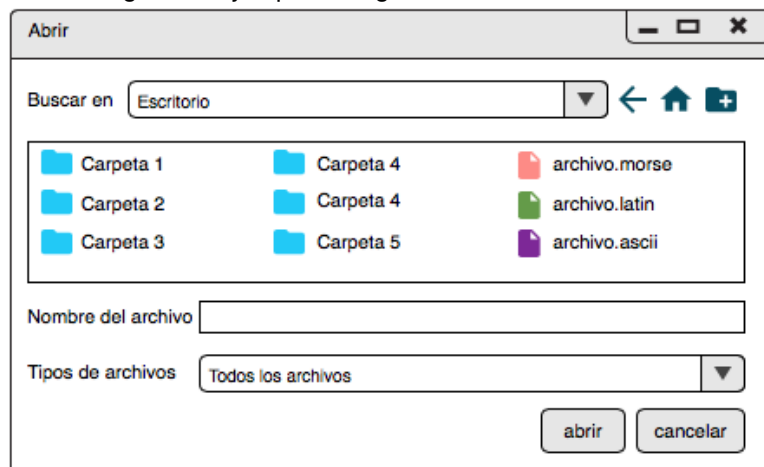 Abrir
Buscar en Escritorio
Carpeta 1 Carpeta 4 archivo.morse
Carpeta 2 Carpeta 4 archivo.latin
Carpeta 3 Carpeta 5 archivo.ascii
Nombre del archivo
Tipos de archivos Todos los archivos
abrir cancelar